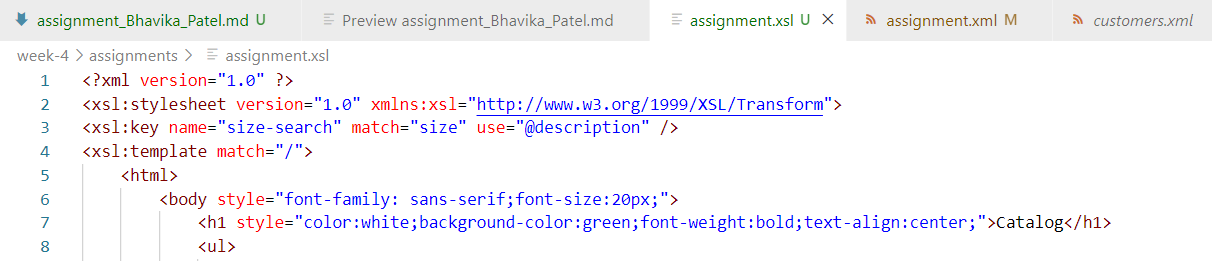 assignment_Bhavika_Patel.md U Preview assignment_Bhavika_Patel.md assignment.xsl U assignment.xml M customers.xml
week-4 > assignments > assignment.xsl
1 <?xml version="1.0" ?>
2 <xsl:stylesheet version="1.0" xmlns:xsl="http://www.w3.org/1999/XSL/Transform">
3 <xsl:key name="size-search" match="size" use="@description" />
4 <xsl:template match="/">
5 <html>
6 <body style="font-family: sans-serif;font-size:20px;">
7 <h1 style="color:white;background-color:green;font-weight:bold;text-align:center;">Catalog</h1>
8 <ul>